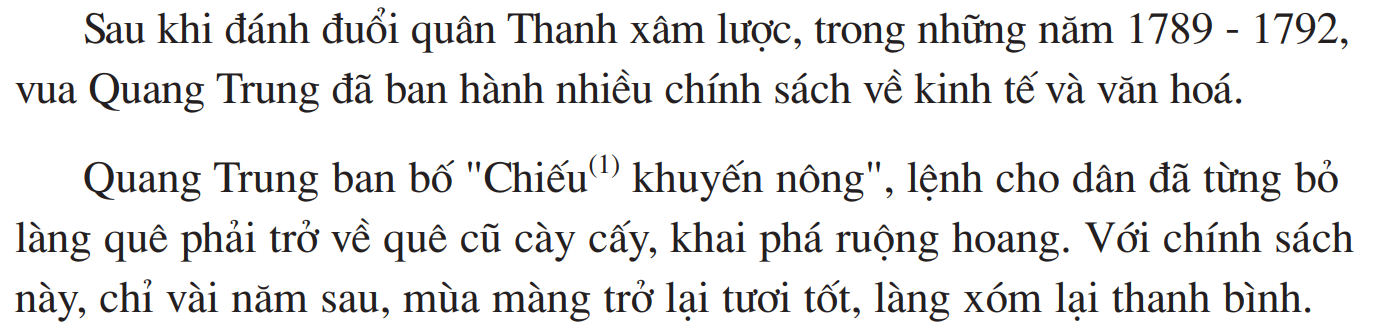 Sau khi đánh đuổi quân Thanh xâm lược, trong những năm 1789 - 1792,
vua Quang Trung đã ban hành nhiều chính sách về kinh tế và văn hoá.
Quang Trung ban bố "Chiếu(1) khuyến nông", lệnh cho dân đã từng bỏ
làng quê phải trở về quê cũ cày cấy, khai phá ruộng hoang. Với chính sách
này, chỉ vài năm sau, mùa màng trở lại tươi tốt, làng xóm lại thanh bình.